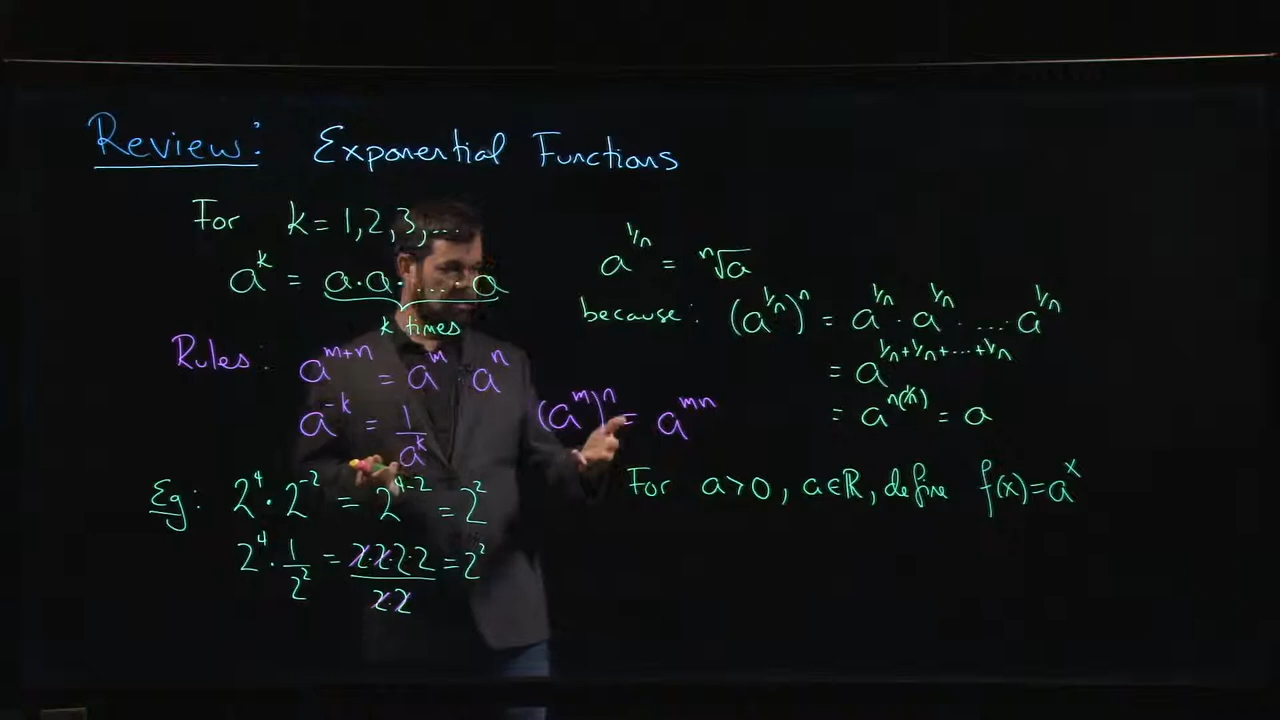 Review: Exponential Functions
For k = 1,2,3,...
a^k = a·a·....·a
k times
Rules: a^{m+n} = a^m · a^n
a^{-k} = 1/a^k (a^m)^n = a^{mn}
Eg: 2^4 · 2^{-2} = 2^{4-2} = 2^2
2^4 · 1/2^2 = 2·2·2·2/2·2 = 2^2
a^{1/n} = ⁿ√a
because: (a^{1/n})^n = a^{1/n} · a^{1/n} · .... a^{1/n}
= a^{1/n+1/n+...+1/n}
= a^{n(1/n)} = a
For a>0, a∈ℝ, define f(x)=a^x